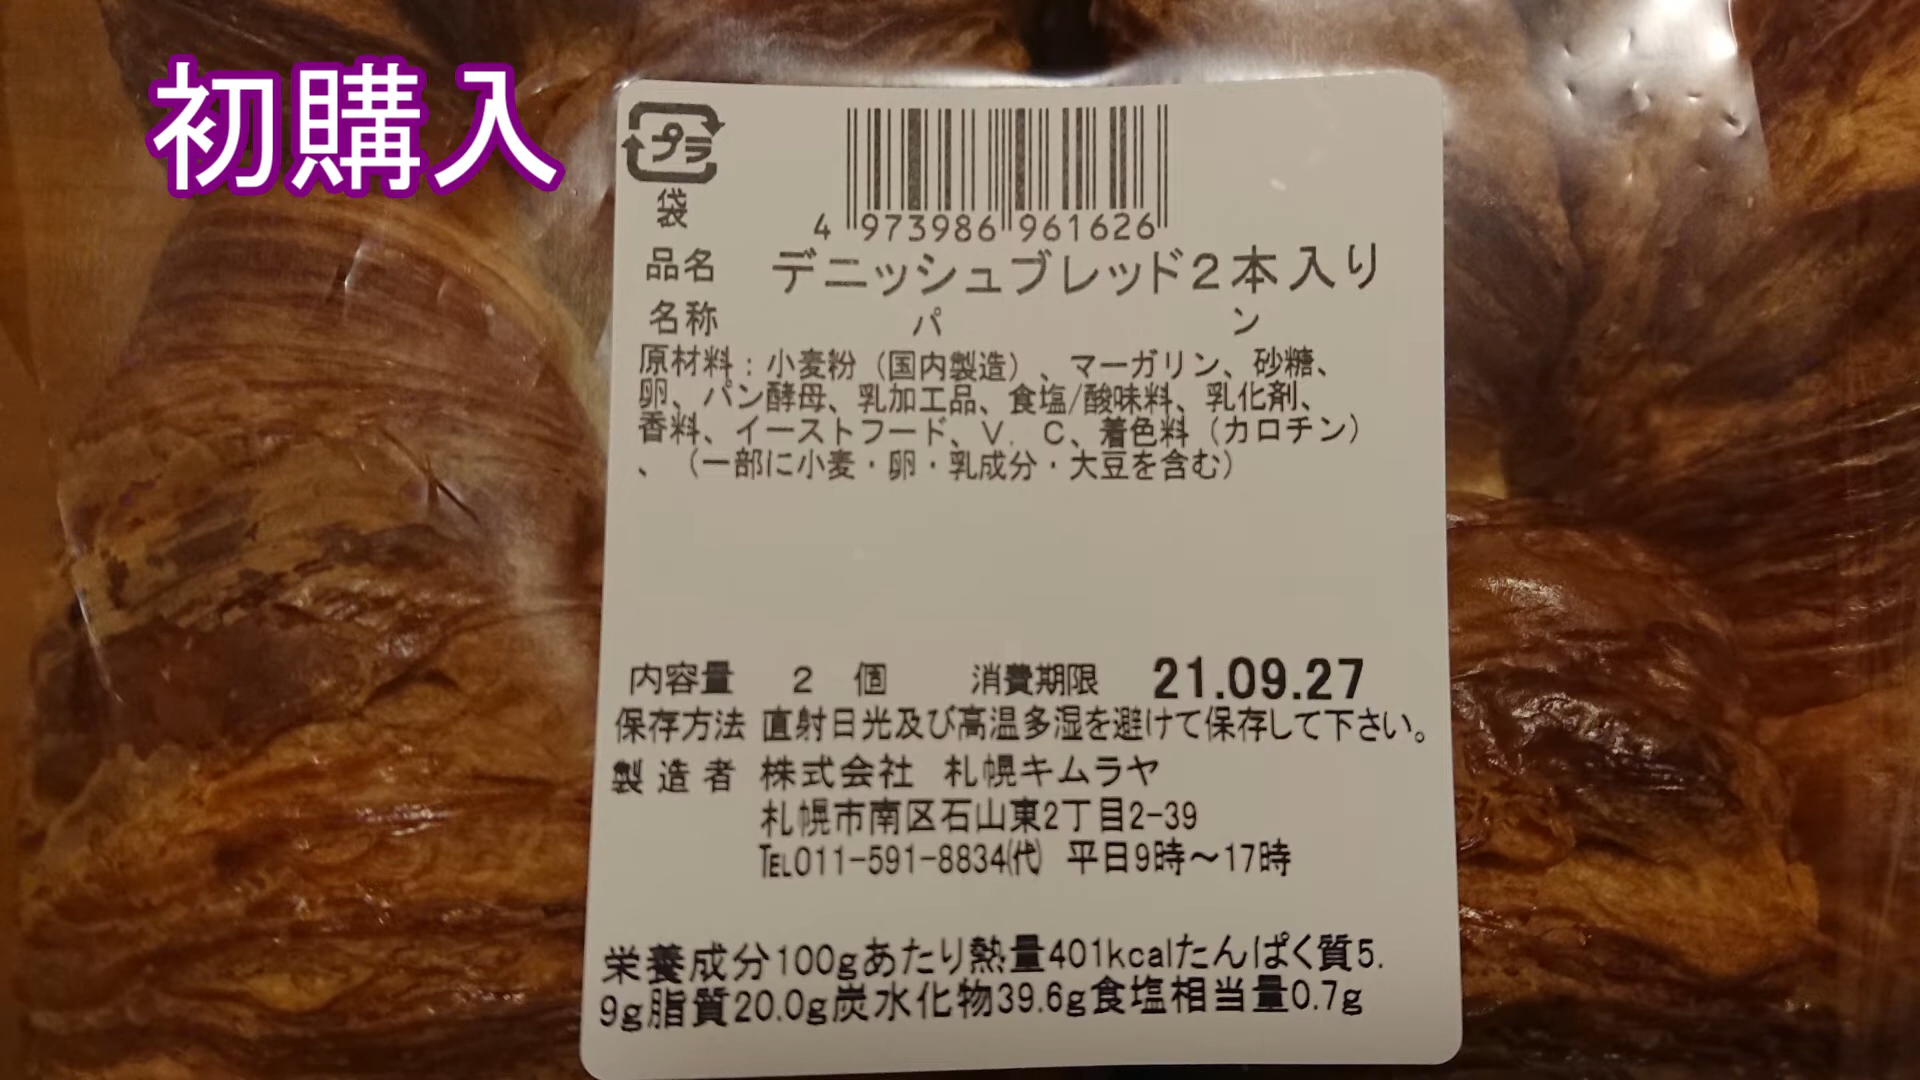 初購入
プラ
袋
4 973986 961626
品名 デニッシュブレッド2本入り
名称 パン
原材料：小麦粉（国内製造）、マーガリン、砂糖、
卵、パン酵母、乳加工品、食塩/酸味料、乳化剤、
香料、イーストフード、V．C、着色料（カロチン）
、（一部に小麦・卵・乳成分・大豆を含む）
内容量 2 個 消費期限 21.09.27
保存方法 直射日光及び高温多湿を避けて保存して下さい。
製造者 株式会社 札幌キムラヤ
札幌市南区石山東2丁目2-39
℡011-591-8834㈹ 平日9時～17時
栄養成分100gあたり熱量401kcalたんぱく質5.
9g脂質20.0g炭水化物39.6g食塩相当量0.7g